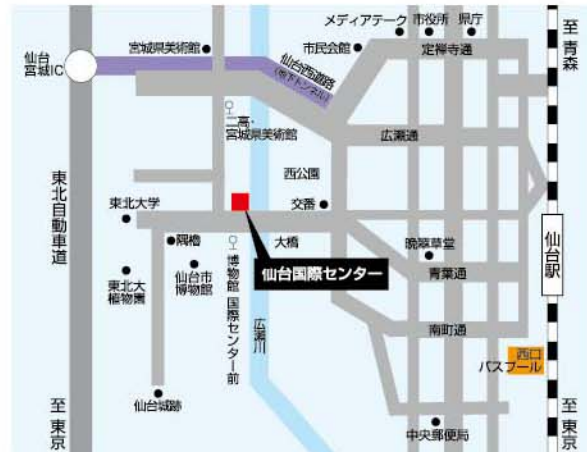 仙台
宮城IC
宮城県美術館
メディアテーク
市役所
県庁
市民会館
定禅寺通
至青森
仙台西道路
(地下トンネル)
二高・
宮城県美術館
広瀬通
西公園
東北自動車道
東北大学
交番
隅櫓
大橋
晩翠草堂
仙台駅
仙台国際センター
青葉通
東北大
植物園
仙台市
博物館
博物館
国際センター前
広瀬川
南町通
西口
バスプール
仙台城跡
中央郵便局
至東京
至東京